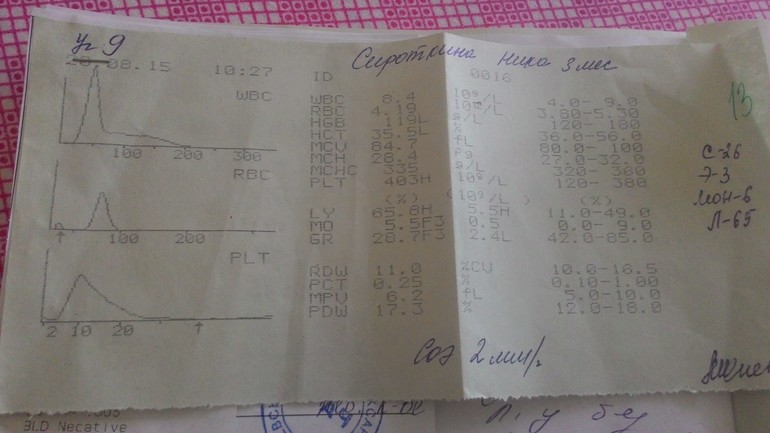 уч 9 Сироткина Ника 3 мес
20.08.15 10:27 ID 0016
WBC
WBC 8.4 10⁹/L 4.0- 9.0
RBC 4.19 10¹²/L 3.80-5.30
HGB 119L g/L 120- 180
HCT 35.5L % 36.0-56.0
MCV 84.7 fL 80.0- 100
MCH 28.4 pg 27.0-32.0
MCHC 335 g/L 320- 360
PLT 403H 10⁹/L 120- 380
100 200 300
RBC
(%) (10⁹/L) (%)
LY 65.8H 5.5H 11.0-49.0
MO 5.5F3 0.5 0.0- 9.0
GR 28.7F3 2.4L 42.0-85.0
100 200
PLT
RDW 11.0 %CV 10.0-16.5
PCT 0.25 % 0.10-1.00
MPV 6.2 fL 5.0-10.0
PDW 17.3 % 12.0-18.0
2 10 20
13
С-26
Э-3
Мон-6
Л-65
Соэ 2 мм/г
BLD Negative